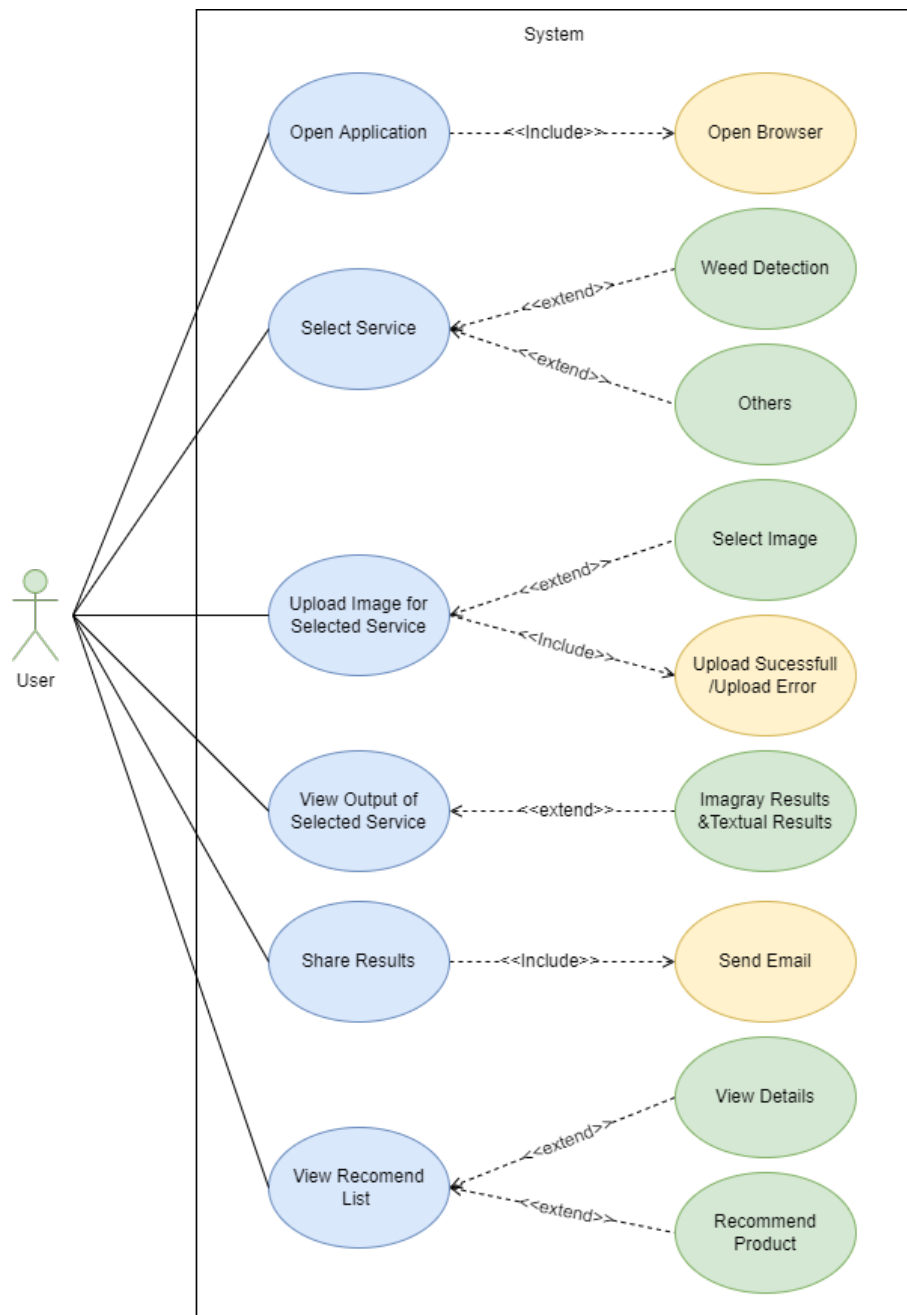 System
Open Application
<<Include>>
Open Browser
Weed Detection
<<extend>>
Select Service
<<extend>>
Others
Select Image
<<extend>>
Upload Image for
Selected Service
<<Include>>
Upload Sucessfull
/Upload Error
User
View Output of
Selected Service
<<extend>>
Imagray Results
&Textual Results
Share Results
<<Include>>
Send Email
View Details
<<extend>>
View Recomend
List
<<extend>>
Recommend
Product